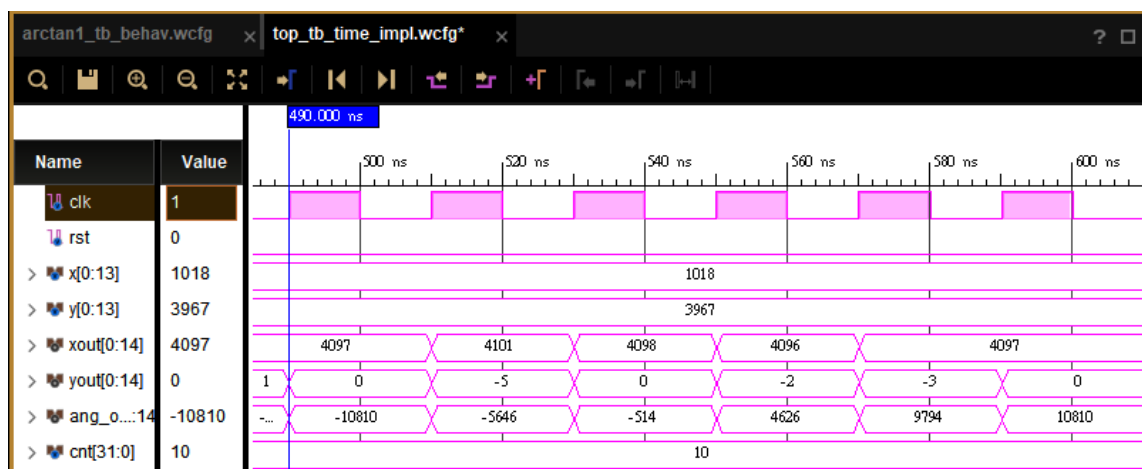 arctan1_tb_behav.wcfg × top_tb_time_impl.wcfg* × ?
490.000 ns
Name Value 500 ns 520 ns 540 ns 560 ns 580 ns 600 ns
clk 1
rst 0
x[0:13] 1018 1018
y[0:13] 3967 3967
xout[0:14] 4097 4097 4101 4098 4096 4097
yout[0:14] 0 1 0 -5 0 -2 -3 0
ang_o...:14 -10810 -... -10810 -5646 -514 4626 9794 10810
cnt[31:0] 10 10